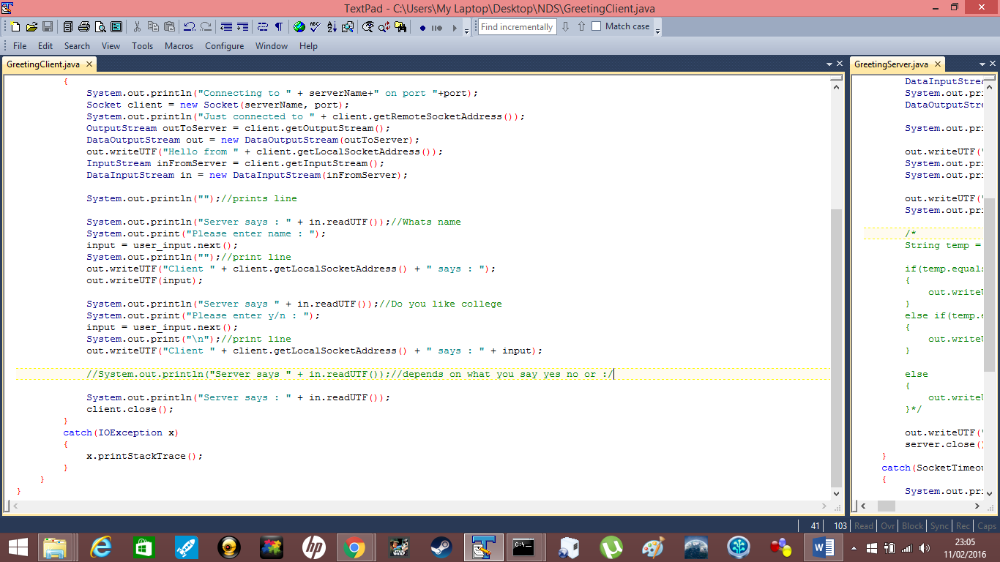 TextPad - C:\Users\My Laptop\Desktop\NDS\GreetingClient.java
Find incrementally
Match case
File Edit Search View Tools Macros Configure Window Help
GreetingClient.java
{
System.out.println("Connecting to " + serverName+" on port "+port);
Socket client = new Socket(serverName, port);
System.out.println("Just connected to " + client.getRemoteSocketAddress());
OutputStream outToServer = client.getOutputStream();
DataOutputStream out = new DataOutputStream(outToServer);
out.writeUTF("Hello from " + client.getLocalSocketAddress());
InputStream inFromServer = client.getInputStream();
DataInputStream in = new DataInputStream(inFromServer);
System.out.println("");//prints line
System.out.println("Server says : " + in.readUTF());//Whats name
System.out.print("Please enter name : ");
input = user_input.next();
System.out.println("");//print line
out.writeUTF("Client " + client.getLocalSocketAddress() + " says : ");
out.writeUTF(input);
System.out.println("Server says " + in.readUTF());//Do you like college
System.out.print("Please enter y/n : ");
input = user_input.next();
System.out.print("\n");//print line
out.writeUTF("Client " + client.getLocalSocketAddress() + " says : " + input);
//System.out.println("Server says " + in.readUTF());//depends on what you say yes no or :/
System.out.println("Server says : " + in.readUTF());
client.close();
}
catch(IOException x)
{
x.printStackTrace();
}
}
}
GreetingServer.java
DataInputStrea
System.out.pri
DataOutputStre
System.out.pri
out.writeUTF("
System.out.pri
System.out.pri
out.writeUTF("
System.out.pri
/*
String temp =
if(temp.equals
{
out.writeU
}
else if(temp.e
{
out.writeU
}
else
{
out.writeU
}*/
out.writeUTF("
server.close()
}
catch(SocketTimeou
{
System.out.pri
41 103 Read Ovr Block Sync Rec Caps
23:05
11/02/2016